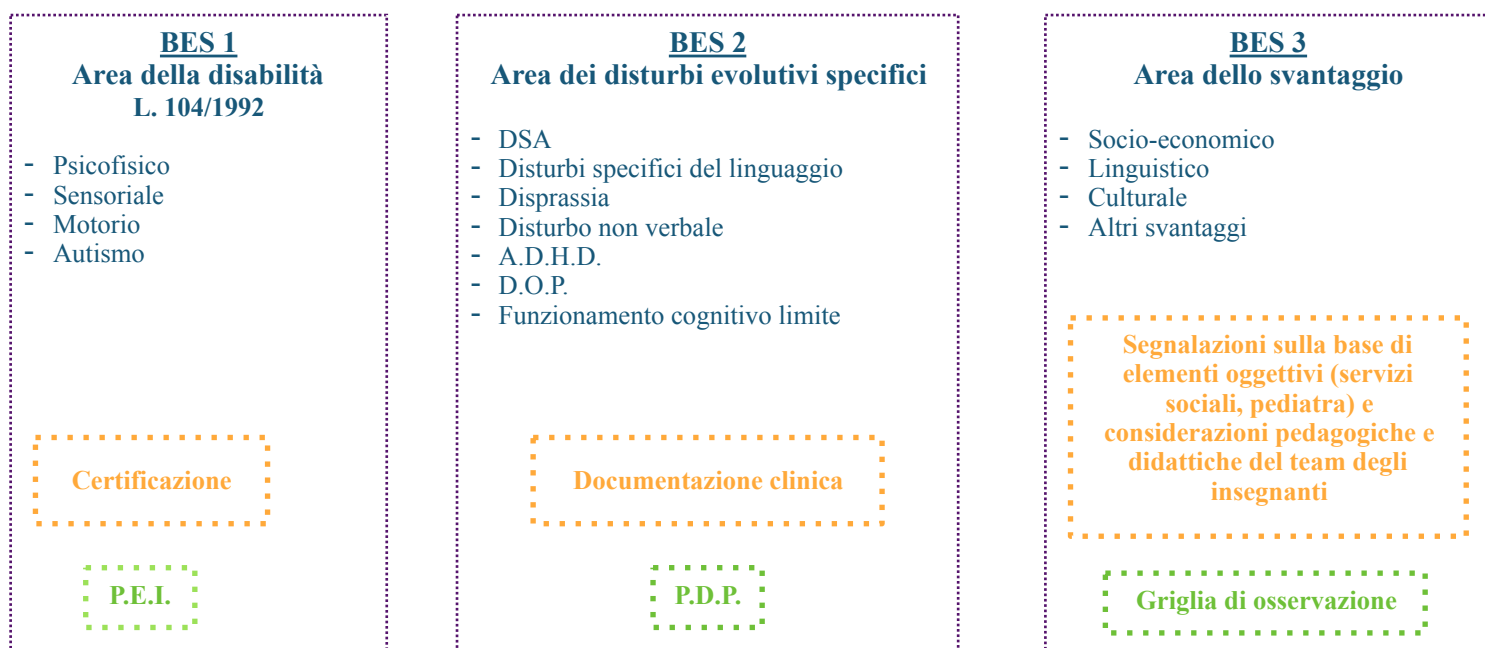 BES 1
Area della disabilità
L. 104/1992
- Psicofisico
- Sensoriale
- Motorio
- Autismo
Certificazione
P.E.I.
BES 2
Area dei disturbi evolutivi specifici
- DSA
- Disturbi specifici del linguaggio
- Disprassia
- Disturbo non verbale
- A.D.H.D.
- D.O.P.
- Funzionamento cognitivo limite
Documentazione clinica
P.D.P.
BES 3
Area dello svantaggio
- Socio-economico
- Linguistico
- Culturale
- Altri svantaggi
Segnalazioni sulla base di
elementi oggettivi (servizi
sociali, pediatra) e
considerazioni pedagogiche e
didattiche del team degli
insegnanti
Griglia di osservazione